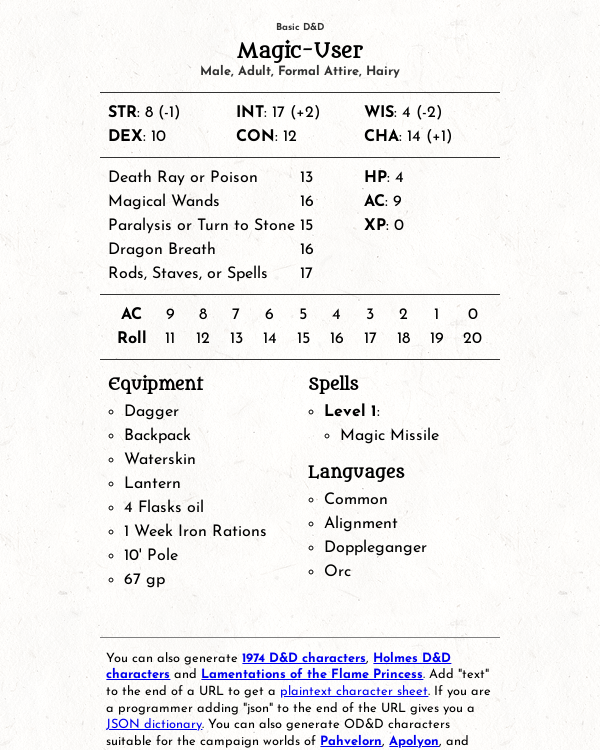 Basic D&D
Magic-User
Male, Adult, Formal Attire, Hairy
STR: 8 (-1) INT: 17 (+2) WIS: 4 (-2)
DEX: 10 CON: 12 CHA: 14 (+1)
Death Ray or Poison 13 HP: 4
Magical Wands 16 AC: 9
Paralysis or Turn to Stone 15 XP: 0
Dragon Breath 16
Rods, Staves, or Spells 17
AC 9 8 7 6 5 4 3 2 1 0
Roll 11 12 13 14 15 16 17 18 19 20
Equipment
Dagger
Backpack
Waterskin
Lantern
4 Flasks oil
1 Week Iron Rations
10' Pole
67 gp
Spells
Level 1:
Magic Missile
Languages
Common
Alignment
Doppleganger
Orc
You can also generate 1974 D&D characters, Holmes D&D
characters and Lamentations of the Flame Princess. Add "text"
to the end of a URL to get a plaintext character sheet. If you are
a programmer adding "json" to the end of the URL gives you a
JSON dictionary. You can also generate OD&D characters
suitable for the campaign worlds of Pahvelorn, Apolyon, and